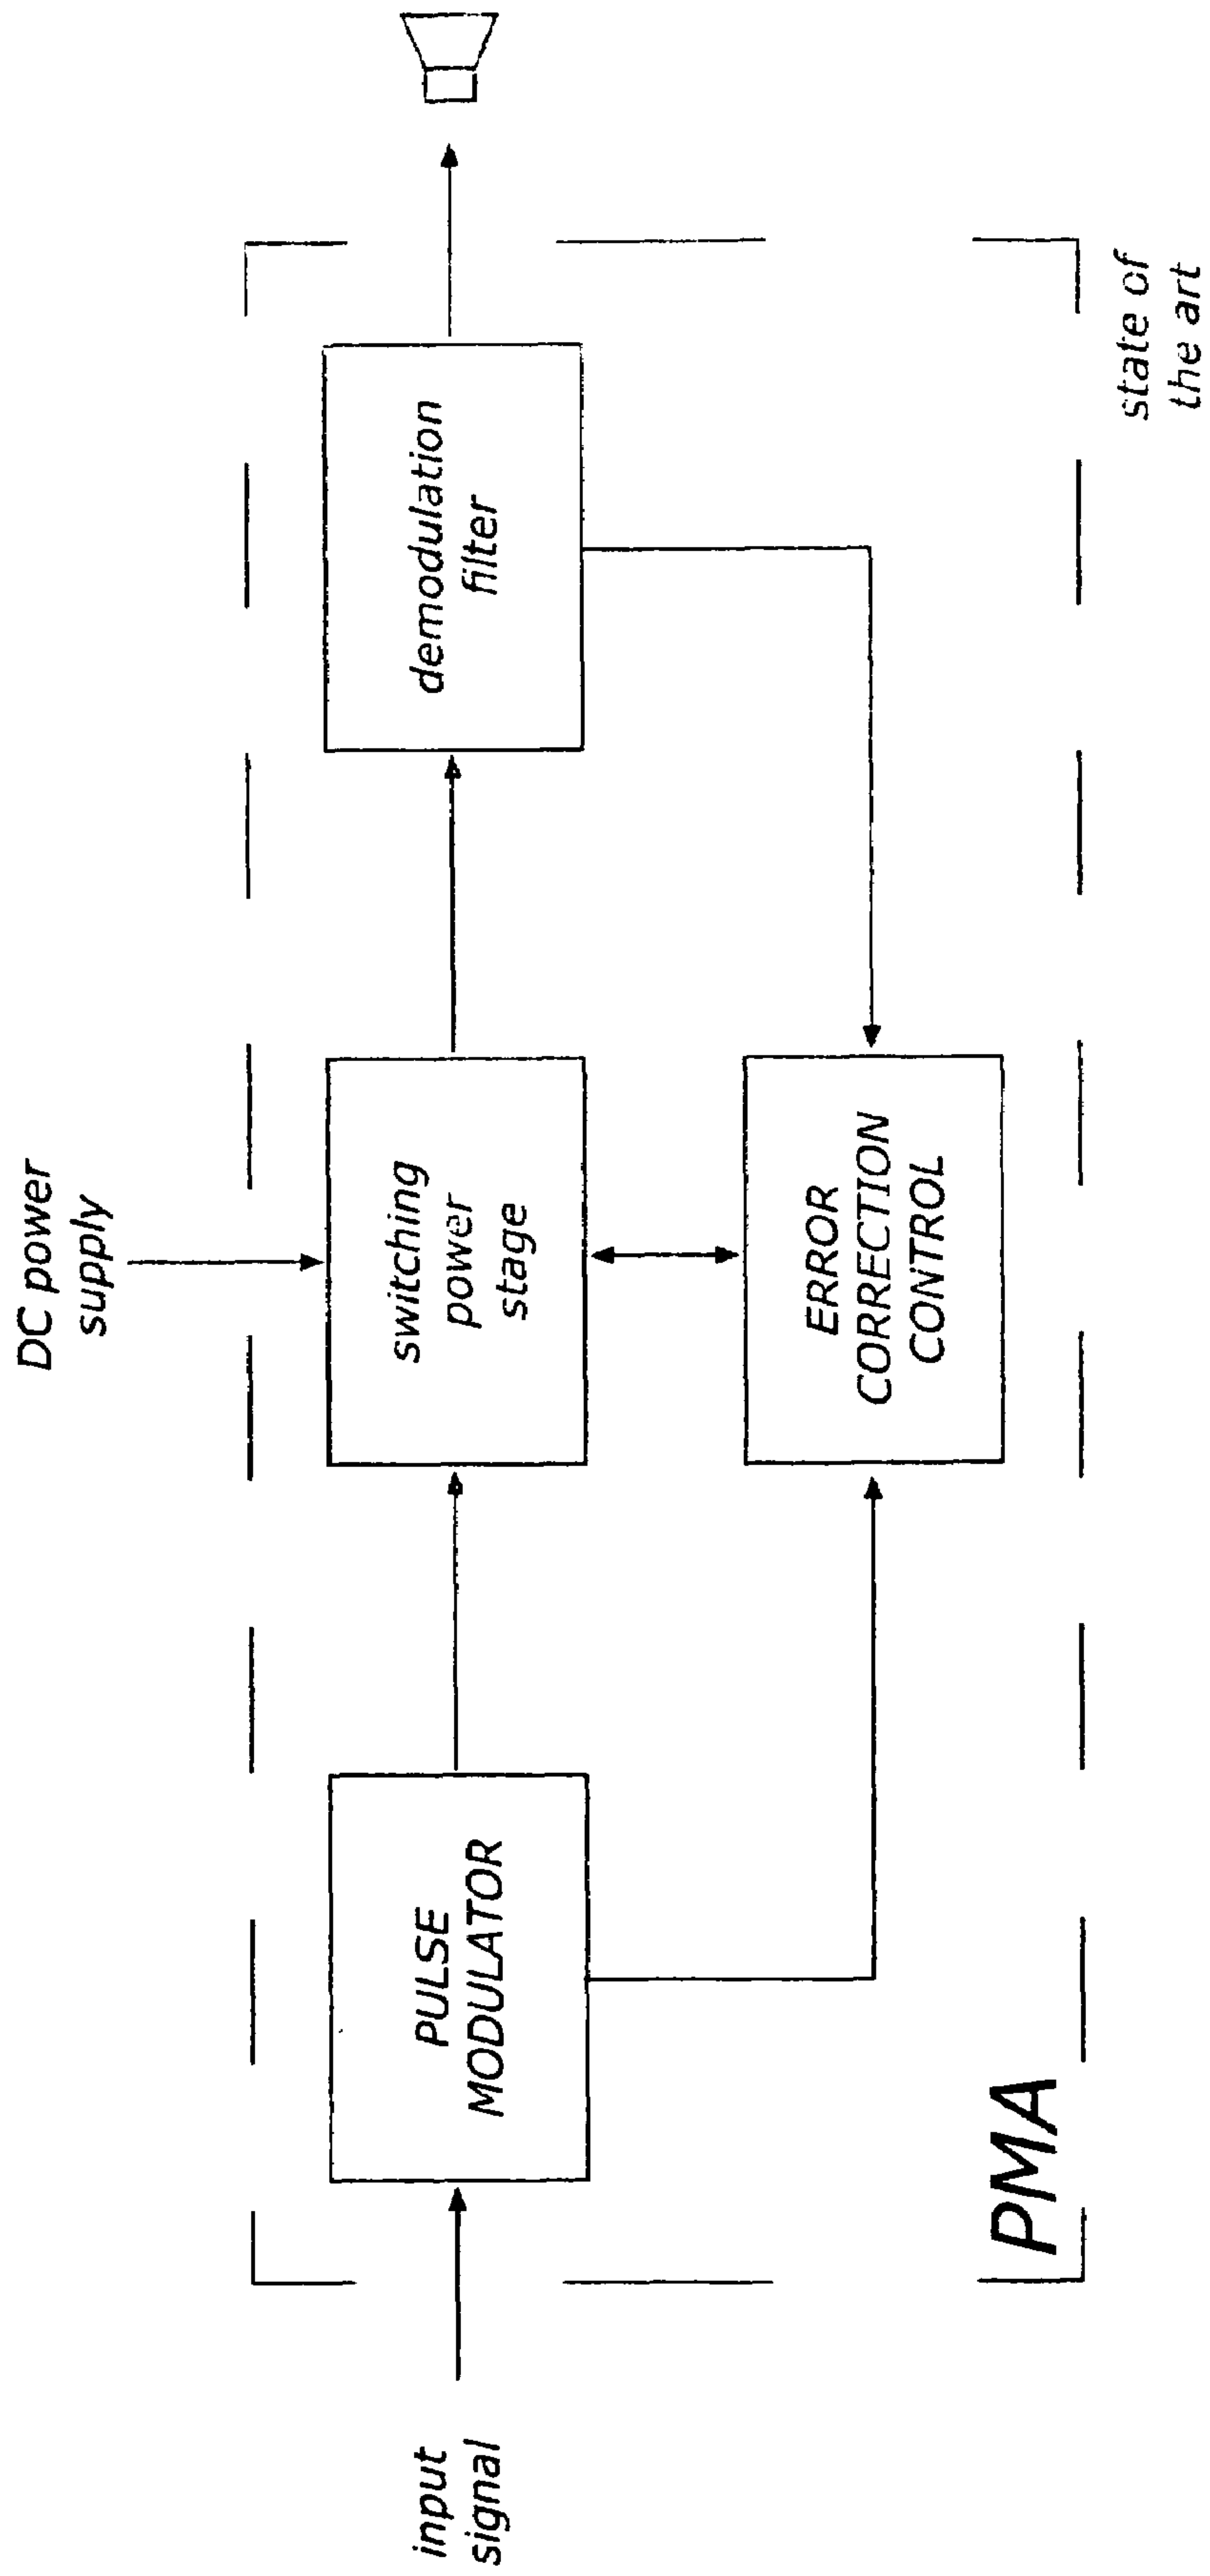 DC power
supply
input
signal
PULSE
MODULATOR
switching
power
stage
demodulation
filter
ERROR
CORRECTION
CONTROL
PMA
state of
the art